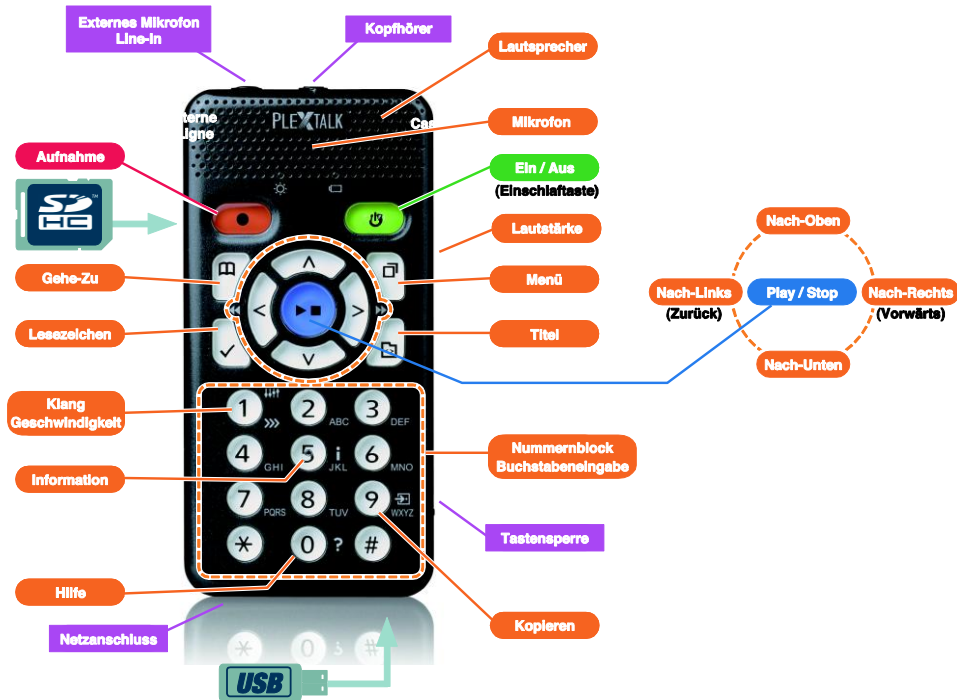 Externes Mikrofon
Line-In
Kopfhörer
Lautsprecher
PLEXTALK
terne
igne
Cas
Mikrofon
Aufnahme
Ein / Aus
(Einschlaftaste)
SD
HC
Lautstärke
Nach-Oben
Gehe-Zu
Menü
Nach-Links
(Zurück)
Play / Stop
Nach-Rechts
(Vorwärts)
Lesezeichen
Titel
Nach-Unten
Klang
Geschwindigkeit
1
2 ABC
3 DEF
4 GHI
5 i JKL
6 MNO
Nummernblock
Buchstabeneingabe
Information
7 PQRS
8 TUV
9 WXYZ
Tastensperre
* 0 ? #
Hilfe
Kopieren
Netzanschluss
USB